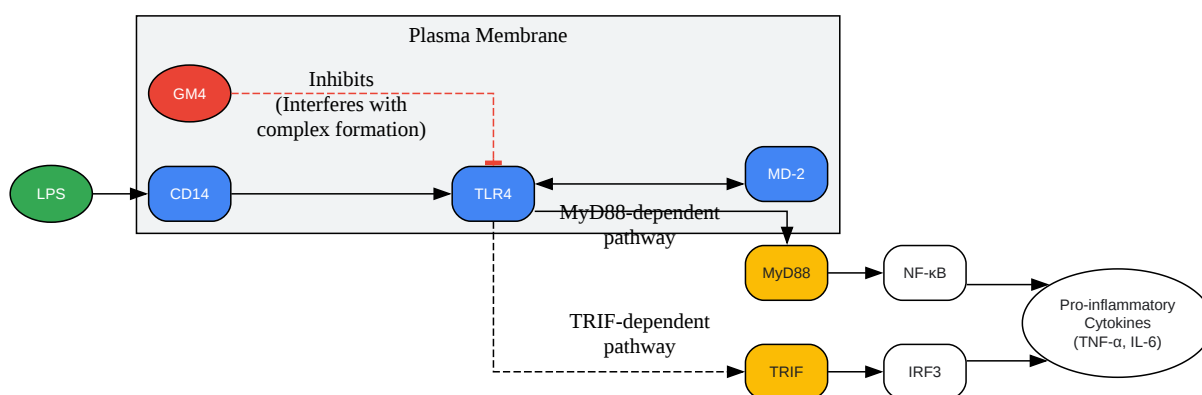 Plasma Membrane
GM4
Inhibits
(Interferes with
complex formation)
LPS
CD14
TLR4
MD-2
MyD88-dependent
pathway
MyD88
NF-κB
Pro-inflammatory
Cytokines
(TNF-α, IL-6)
TRIF-dependent
pathway
TRIF
IRF3